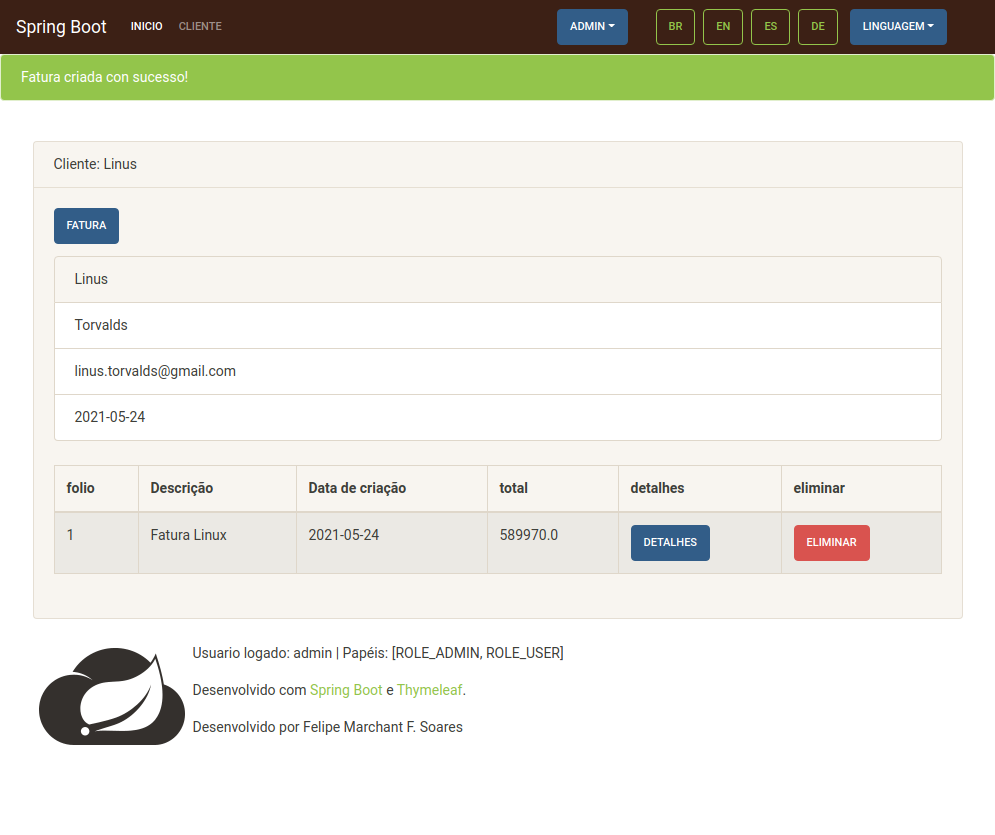 Spring Boot INICIO CLIENTE ADMIN BR EN ES DE LINGUAGEM
Fatura criada con sucesso!
Cliente: Linus
FATURA
Linus
Torvalds
linus.torvalds@gmail.com
2021-05-24
folio Descrição Data de criação total detalhes eliminar
1 Fatura Linux 2021-05-24 589970.0 DETALHES ELIMINAR
Usuario logado: admin | Papéis: [ROLE_ADMIN, ROLE_USER]
Desenvolvido com Spring Boot e Thymeleaf.
Desenvolvido por Felipe Marchant F. Soares